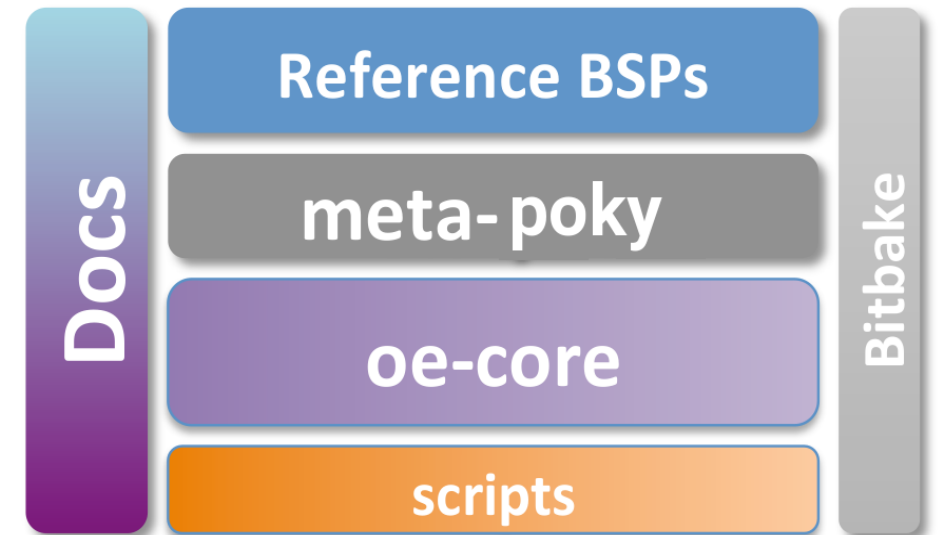 Docs
Reference BSPs
meta-poky
oe-core
scripts
Bitbake